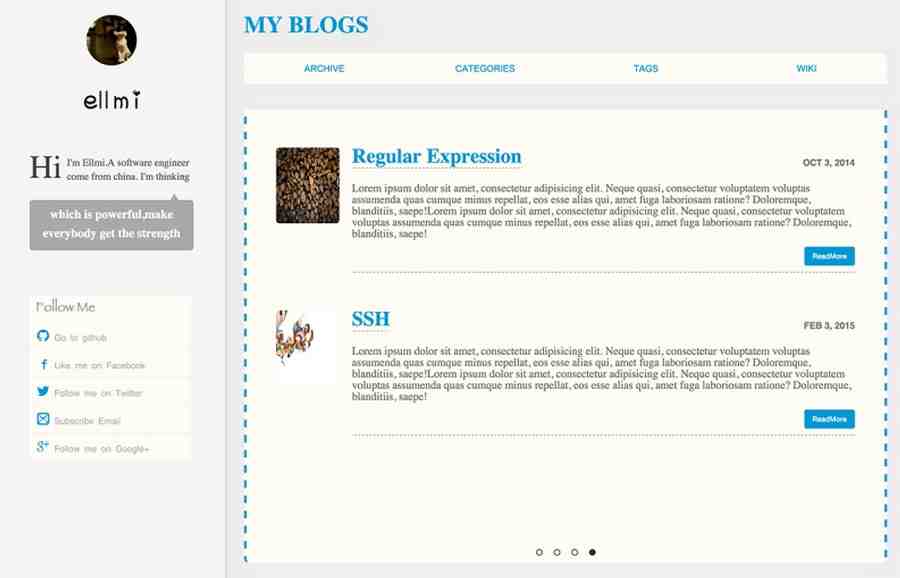 ellmi
Hi I'm Ellmi.A software engineer
come from china. I'm thinking
which is powerful,make
everybody get the strength
Follow Me
Go to github
Like me on Facebook
Follow me on Twitter
Subscribe Email
Follow me on Google+
MY BLOGS
ARCHIVE CATEGORIES TAGS WIKI
Regular Expression
OCT 3, 2014
Lorem ipsum dolor sit amet, consectetur adipisicing elit. Neque quasi, consectetur voluptatem voluptas
assumenda quas cumque minus repellat, eos esse alias qui, amet fuga laboriosam ratione? Doloremque,
blanditiis, saepe!Lorem ipsum dolor sit amet, consectetur adipisicing elit. Neque quasi, consectetur
voluptatem voluptas assumenda quas cumque minus repellat, eos esse alias qui, amet fuga laboriosam ratione? Doloremque,
blanditiis, saepe!
ReadMore
SSH
FEB 3, 2015
Lorem ipsum dolor sit amet, consectetur adipisicing elit. Neque quasi, consectetur voluptatem voluptas
assumenda quas cumque minus repellat, eos esse alias qui, amet fuga laboriosam ratione? Doloremque,
blanditiis, saepe!Lorem ipsum dolor sit amet, consectetur adipisicing elit. Neque quasi, consectetur
voluptatem voluptas assumenda quas cumque minus repellat, eos esse alias qui, amet fuga laboriosam ratione? Doloremque,
blanditiis, saepe!
ReadMore